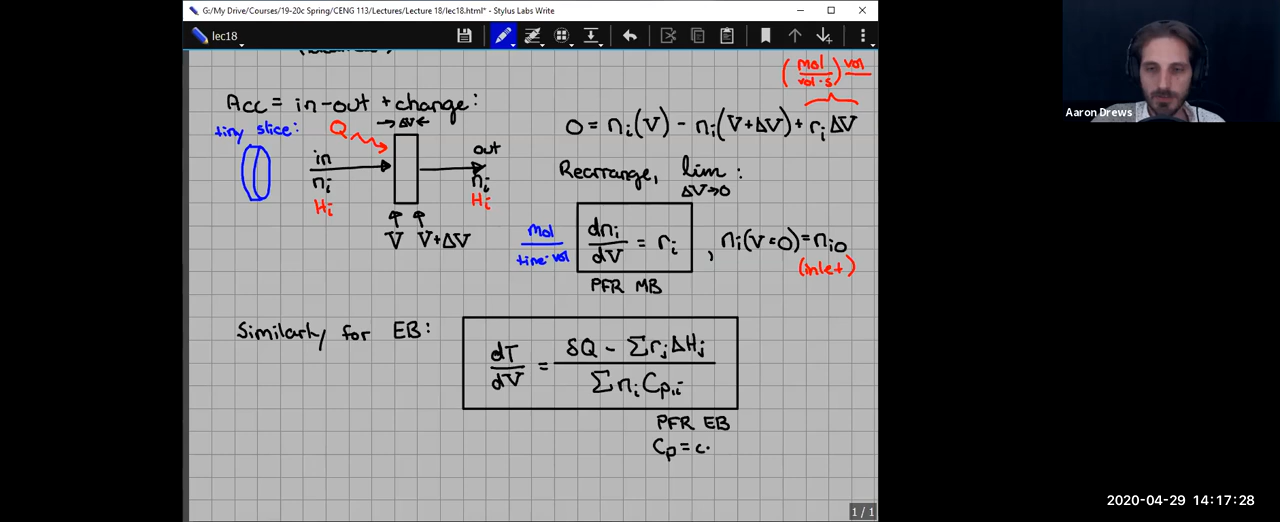 G:/My Drive/Courses/19-20c Spring/CENG 113/Lectures/Lecture 18/lec18.html* - Stylus Labs Write
lec18
(mol/vol·s) vol
Acc = in-out + change:
tiny slice:
Q
→ΔV←
in
ni
Hi
out
ni
Hi
V V+ΔV
0 = ni(V) - ni(V+ΔV) + ri ΔV
Rearrange, lim ΔV→0 :
mol/time·vol
dni/dV = ri , ni(V=0) = ni0
(inlet)
PFR MB
Similarly for EB:
dT/dV = (δQ - Σ rj ΔHj) / (Σ ni Cp,i)
PFR EB
Cp = c
1 / 1
Aaron Drews
2020-04-29 14:17:28